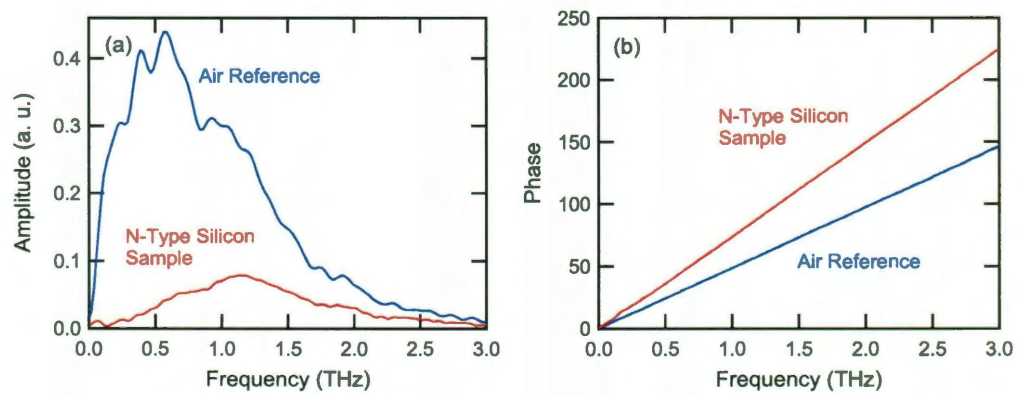 (a)
Air Reference
N-Type Silicon
Sample
Amplitude (a. u.)
0.4
0.3
0.2
0.1
0.0
0.0 0.5 1.0 1.5 2.0 2.5 3.0
Frequency (THz)
(b)
N-Type Silicon
Sample
Air Reference
Phase
250
200
150
100
50
0
0.0 0.5 1.0 1.5 2.0 2.5 3.0
Frequency (THz)